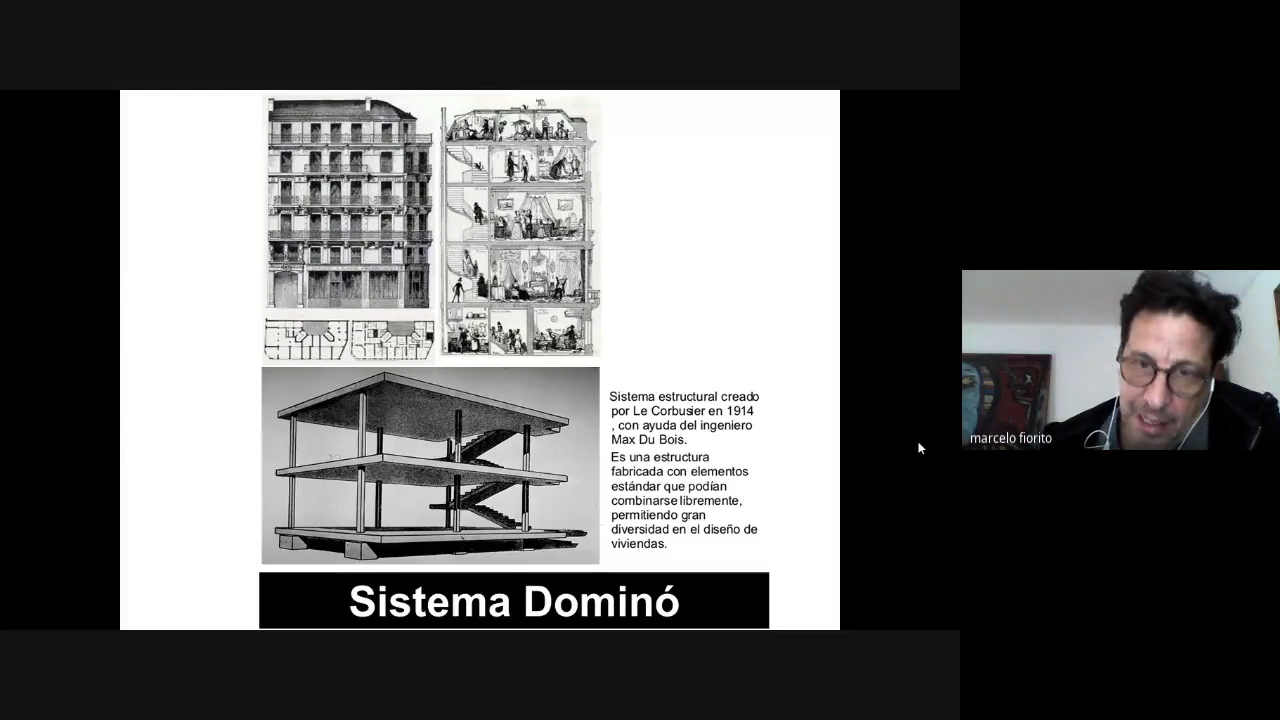 Sistema estructural creado
por Le Corbusier en 1914
, con ayuda del ingeniero
Max Du Bois.
Es una estructura
fabricada con elementos
estándar que podían
combinarse libremente,
permitiendo gran
diversidad en el diseño de
viviendas.
Sistema Dominó
marcelo fiorito